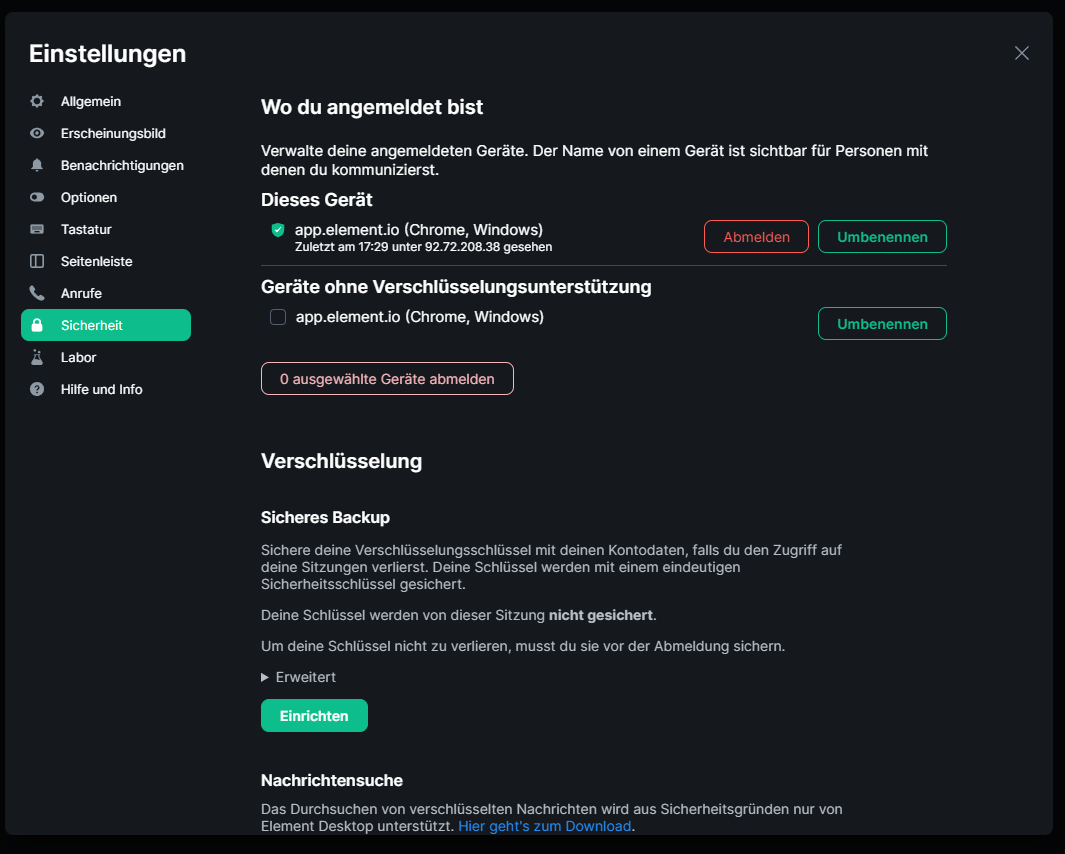 Einstellungen
Allgemein
Erscheinungsbild
Benachrichtigungen
Optionen
Tastatur
Seitenleiste
Anrufe
Sicherheit
Labor
Hilfe und Info
Wo du angemeldet bist
Verwalte deine angemeldeten Geräte. Der Name von einem Gerät ist sichtbar für Personen mit
denen du kommunizierst.
Dieses Gerät
app.element.io (Chrome, Windows)
Zuletzt am 17:29 unter 92.72.208.38 gesehen
Abmelden
Umbenennen
Geräte ohne Verschlüsselungsunterstützung
app.element.io (Chrome, Windows)
Umbenennen
0 ausgewählte Geräte abmelden
Verschlüsselung
Sicheres Backup
Sichere deine Verschlüsselungsschlüssel mit deinen Kontodaten, falls du den Zugriff auf
deine Sitzungen verlierst. Deine Schlüssel werden mit einem eindeutigen
Sicherheitsschlüssel gesichert.
Deine Schlüssel werden von dieser Sitzung nicht gesichert.
Um deine Schlüssel nicht zu verlieren, musst du sie vor der Abmeldung sichern.
Erweitert
Einrichten
Nachrichtensuche
Das Durchsuchen von verschlüsselten Nachrichten wird aus Sicherheitsgründen nur von
Element Desktop unterstützt. Hier geht's zum Download.